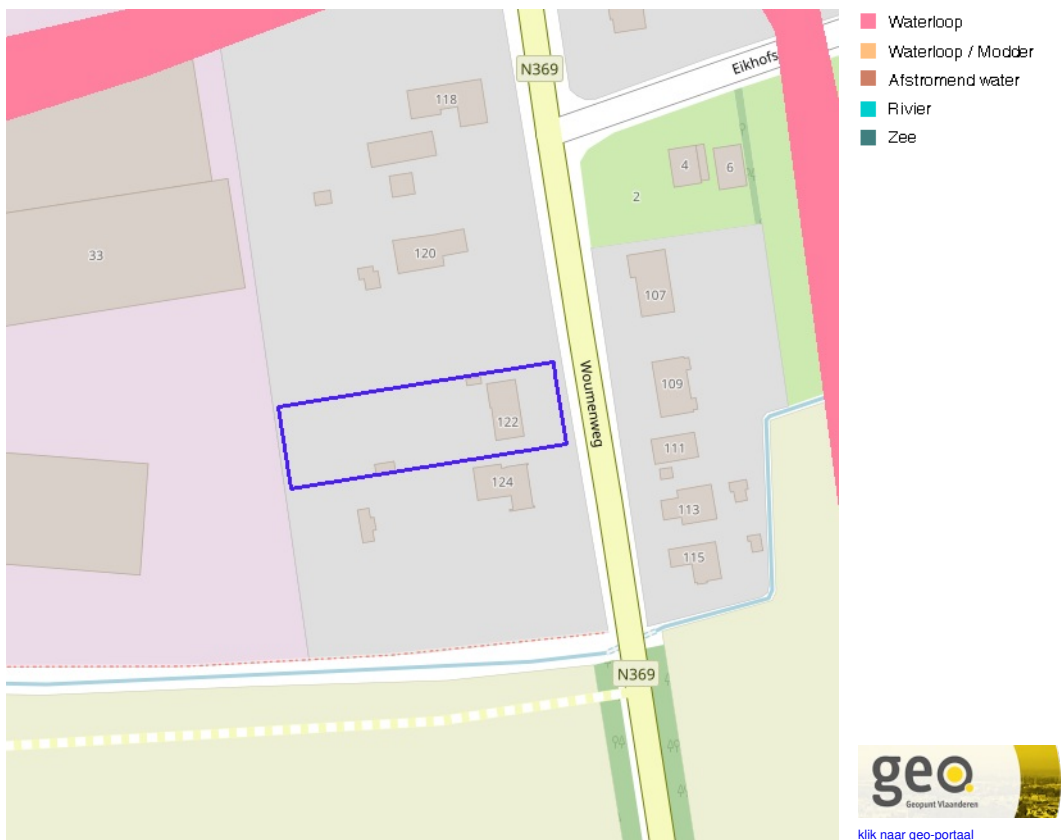 N369
Eikhofs
118
4
6
2
33
120
107
Woumenweg
109
122
111
124
113
115
N369
Waterloop
Waterloop / Modder
Afstromend water
Rivier
Zee
geo.
Geopunt Vlaanderen
klik naar geo-portaal